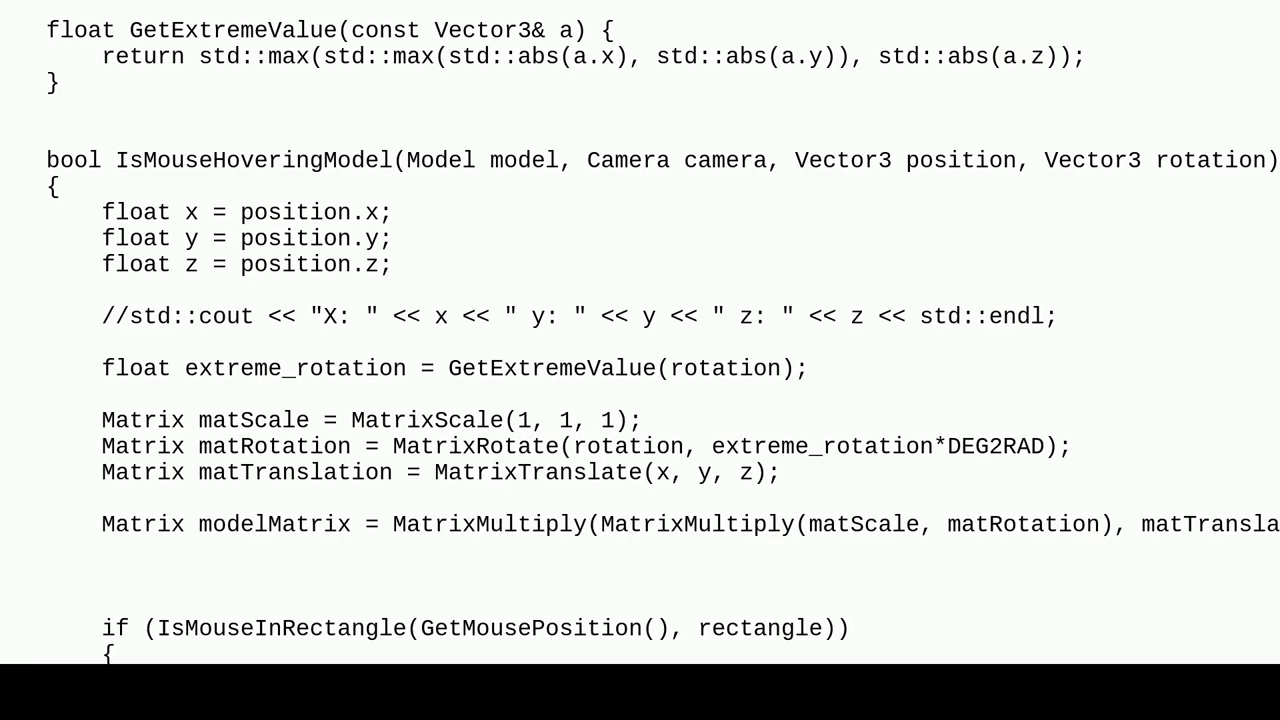 float GetExtremeValue(const Vector3& a) {
    return std::max(std::max(std::abs(a.x), std::abs(a.y)), std::abs(a.z));
}
bool IsMouseHoveringModel(Model model, Camera camera, Vector3 position, Vector3 rotation)
{
    float x = position.x;
    float y = position.y;
    float z = position.z;
    //std::cout << "X: " << x << " y: " << y << " z: " << z << std::endl;
    float extreme_rotation = GetExtremeValue(rotation);
    Matrix matScale = MatrixScale(1, 1, 1);
    Matrix matRotation = MatrixRotate(rotation, extreme_rotation*DEG2RAD);
    Matrix matTranslation = MatrixTranslate(x, y, z);
    Matrix modelMatrix = MatrixMultiply(MatrixMultiply(matScale, matRotation), matTransla
    if (IsMouseInRectangle(GetMousePosition(), rectangle))
    {